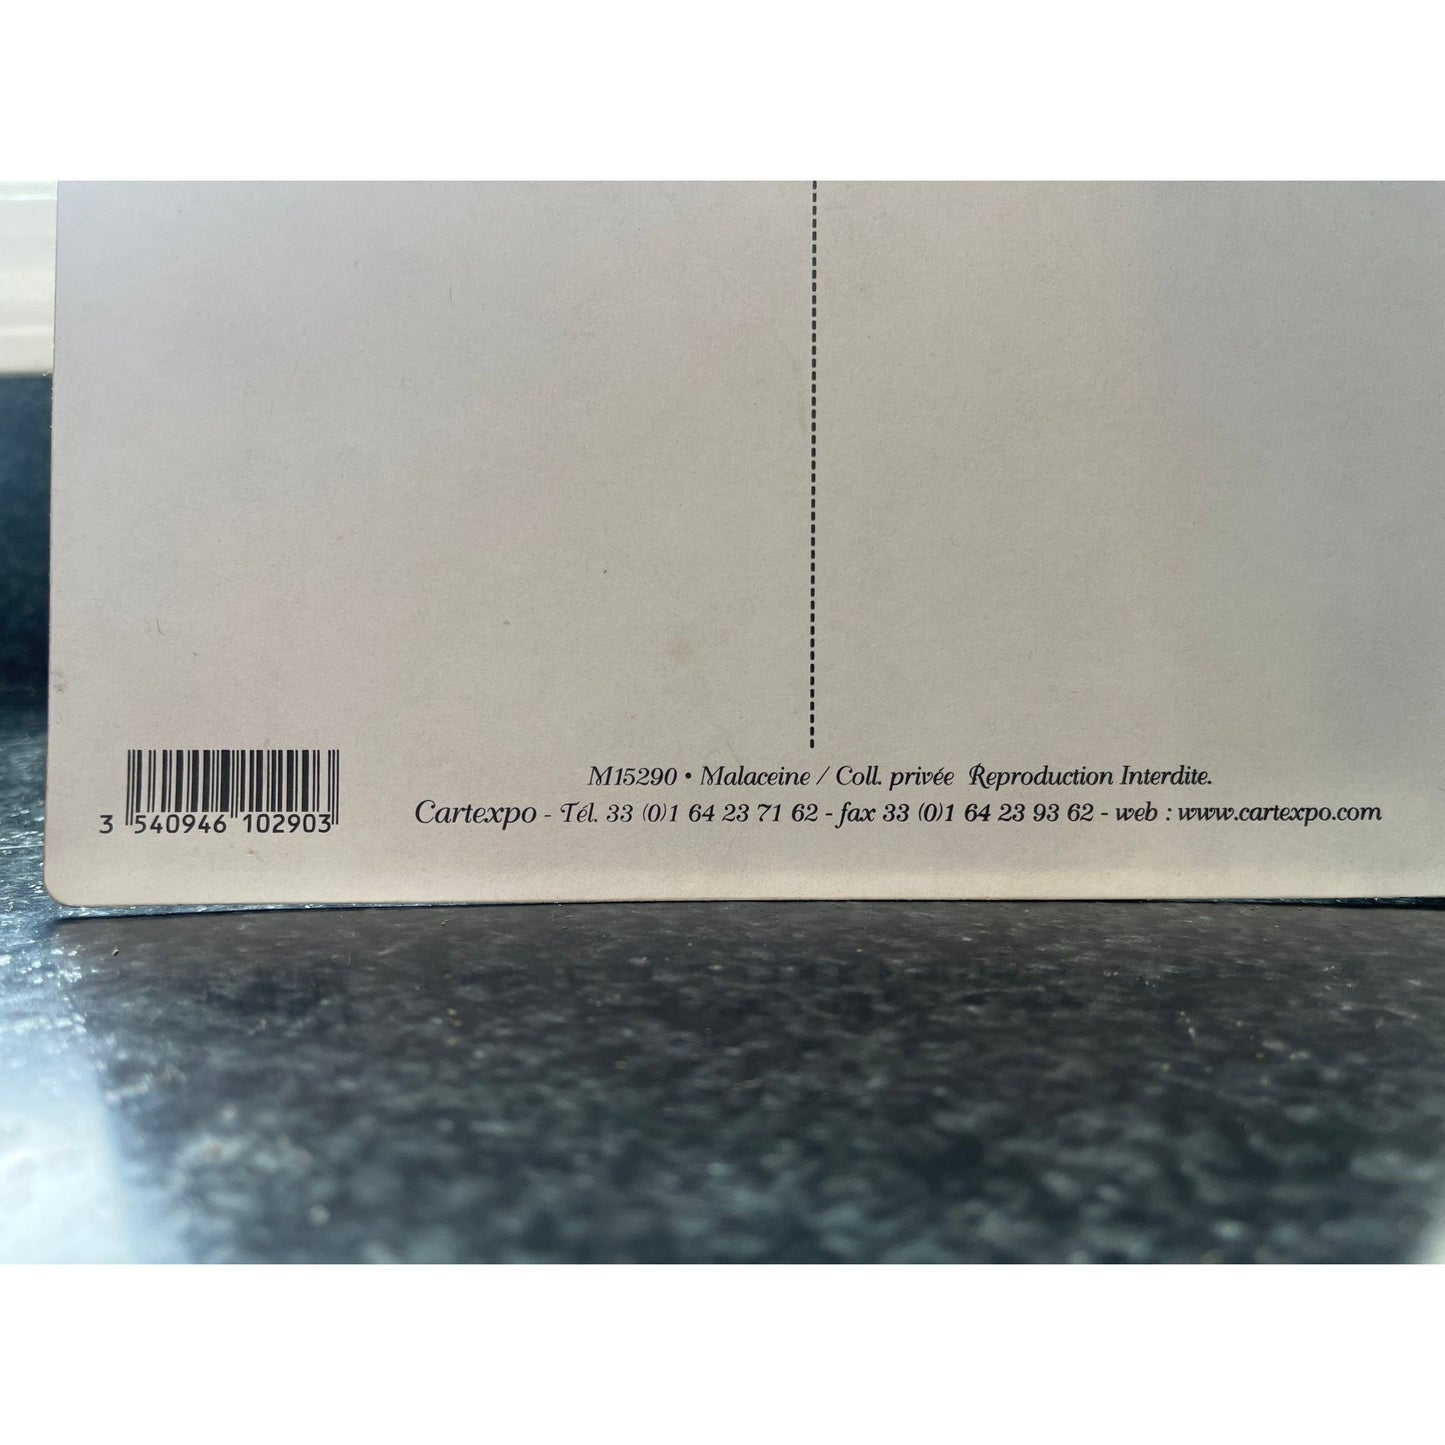 M15290 • Malaceine / Coll. privée Reproduction Interdite.
Cartexpo - Tél. 33 (0)1 64 23 71 62 - fax 33 (0)1 64 23 93 62 - web : www.cartexpo.com
3 540946 102903